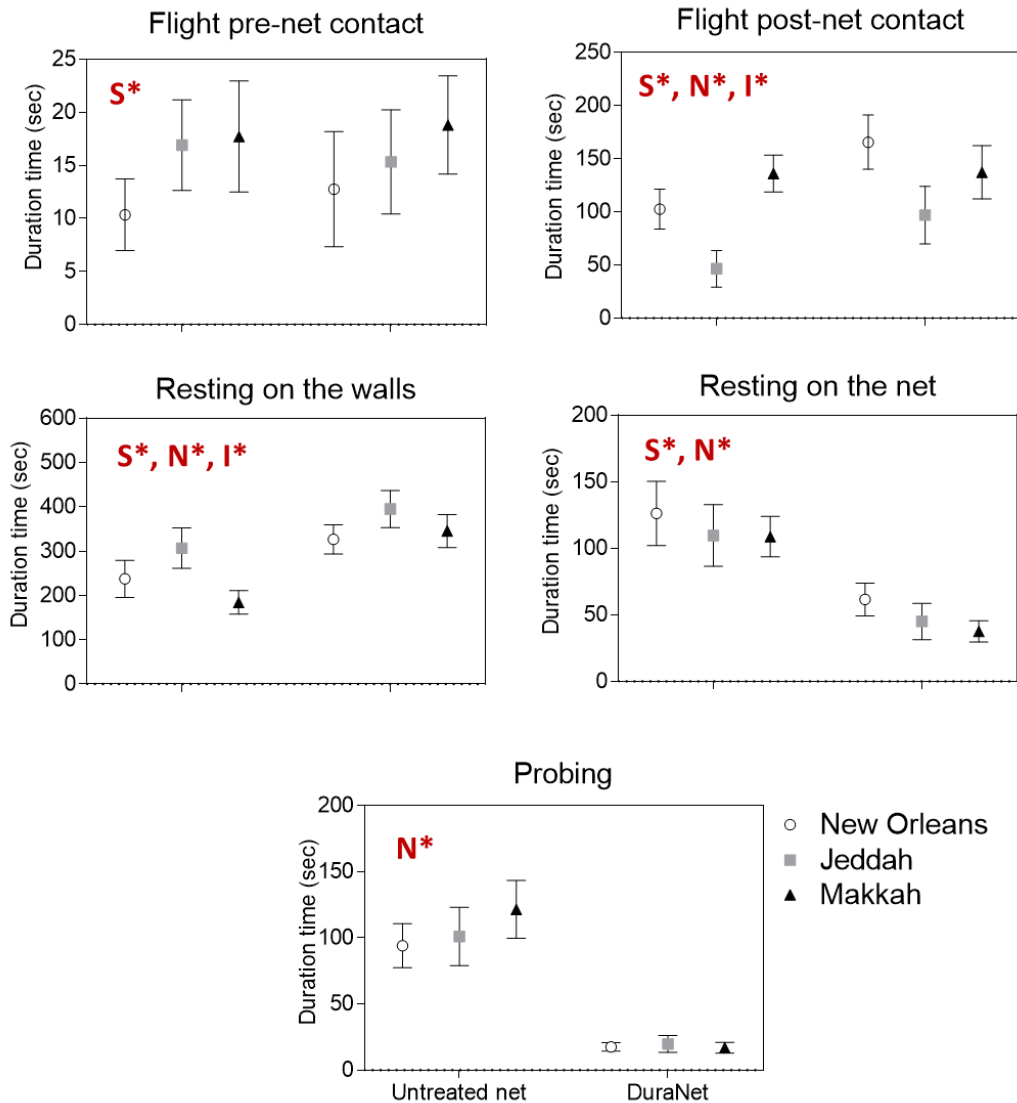 Flight pre-net contact
Duration time (sec)
25
20
15
10
5
0
S*
Flight post-net contact
Duration time (sec)
250
200
150
100
50
0
S*, N*, I*
Resting on the walls
Duration time (sec)
600
500
400
300
200
100
0
S*, N*, I*
Resting on the net
Duration time (sec)
200
150
100
50
0
S*, N*
Probing
Duration time (sec)
200
150
100
50
0
N*
Untreated net
DuraNet
New Orleans
Jeddah
Makkah